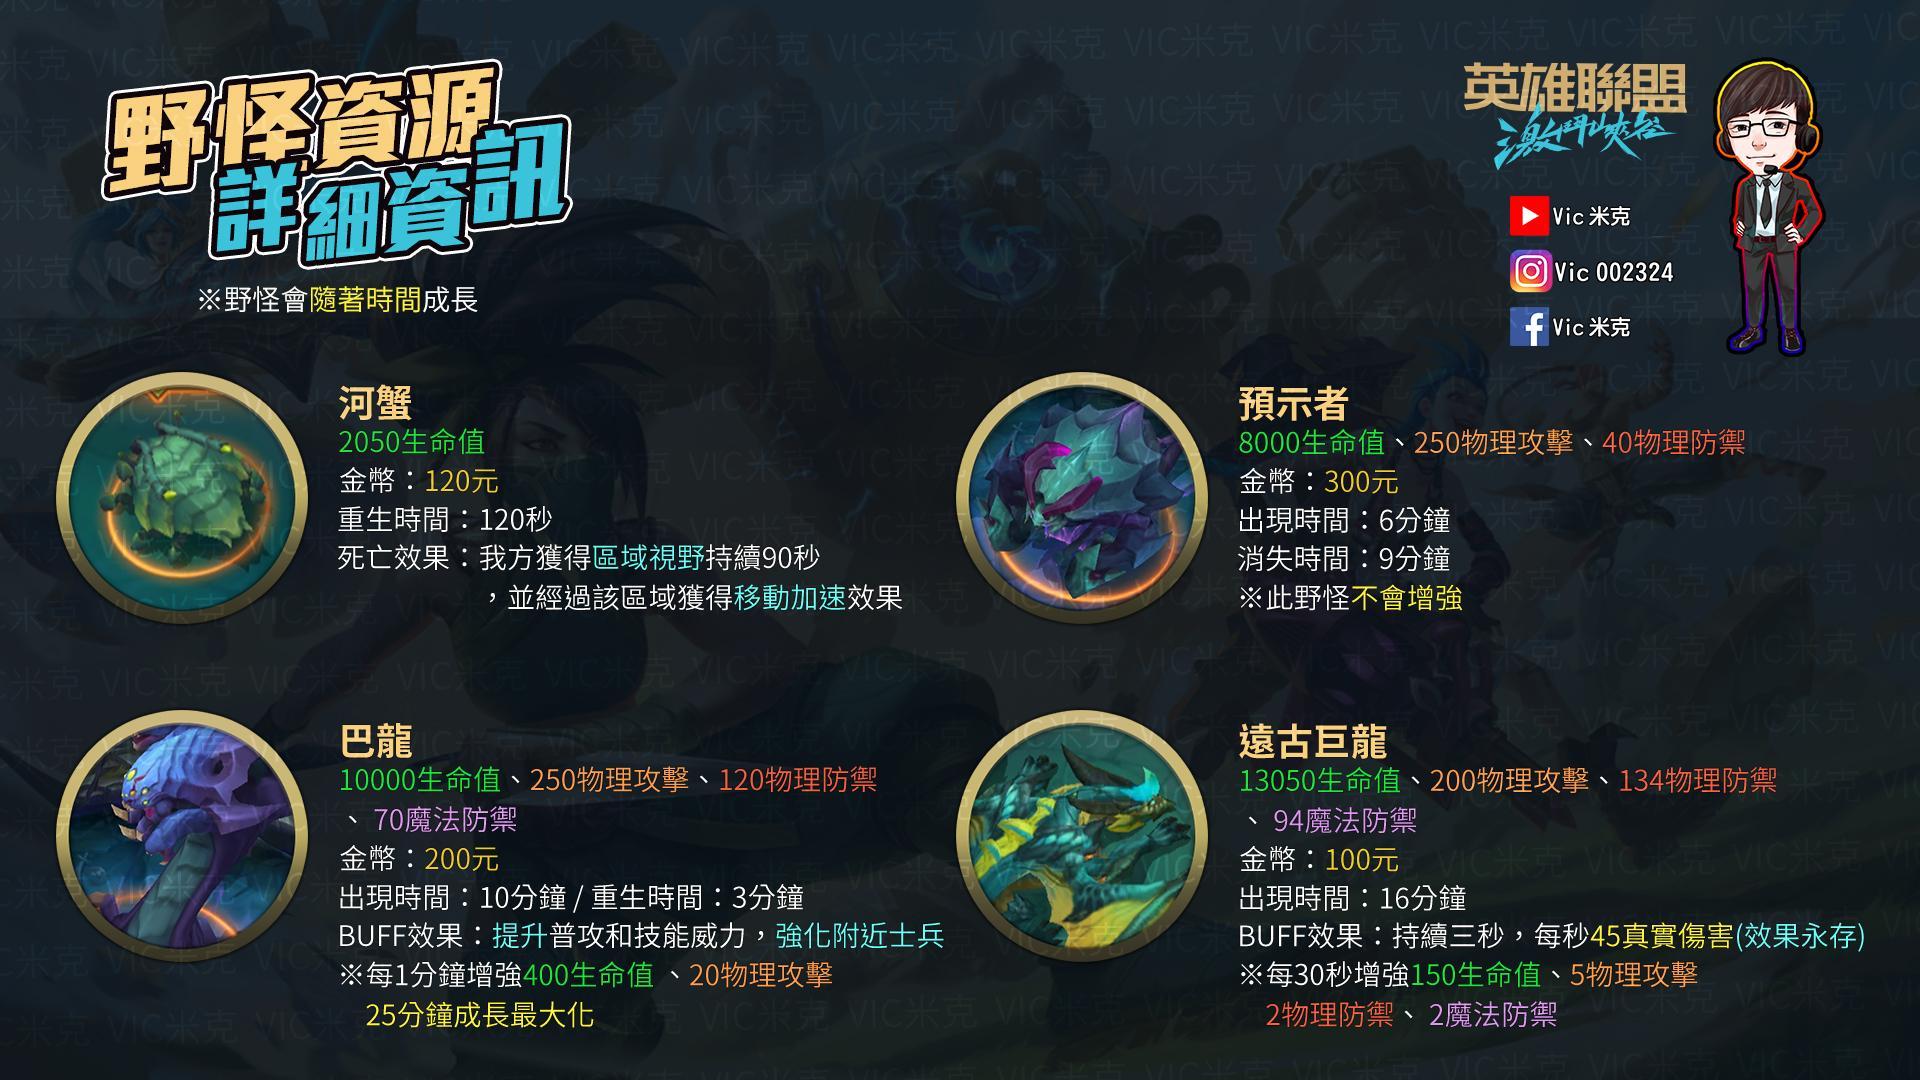 野怪資源
詳細資訊
※野怪會隨著時間成長
英雄聯盟
激鬥峽谷
Vic 米克
Vic 002324
Vic 米克
河蟹
2050生命值
金幣：120元
重生時間：120秒
死亡效果：我方獲得區域視野持續90秒
，並經過該區域獲得移動加速效果
預示者
8000生命值、250物理攻擊、40物理防禦
金幣：300元
出現時間：6分鐘
消失時間：9分鐘
※此野怪不會增強
巴龍
10000生命值、250物理攻擊、120物理防禦
、 70魔法防禦
金幣：200元
出現時間：10分鐘 / 重生時間：3分鐘
BUFF效果：提升普攻和技能威力，強化附近士兵
※每1分鐘增強400生命值 、20物理攻擊
25分鐘成長最大化
遠古巨龍
13050生命值、200物理攻擊、134物理防禦
、 94魔法防禦
金幣：100元
出現時間：16分鐘
BUFF效果：持續三秒，每秒45真實傷害(效果永存)
※每30秒增強150生命值、5物理攻擊
2物理防禦、 2魔法防禦